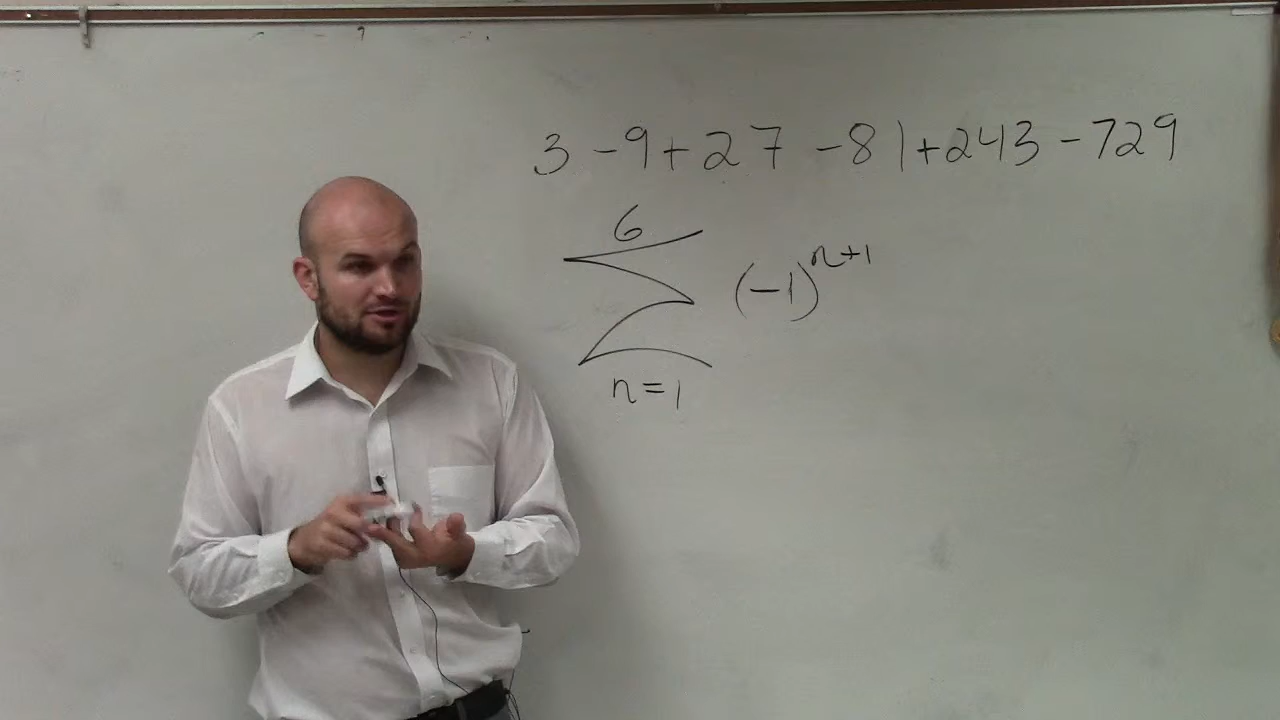 3 - 9 + 27 - 81 + 243 - 729
6
Σ (-1)^{n+1}
n = 1